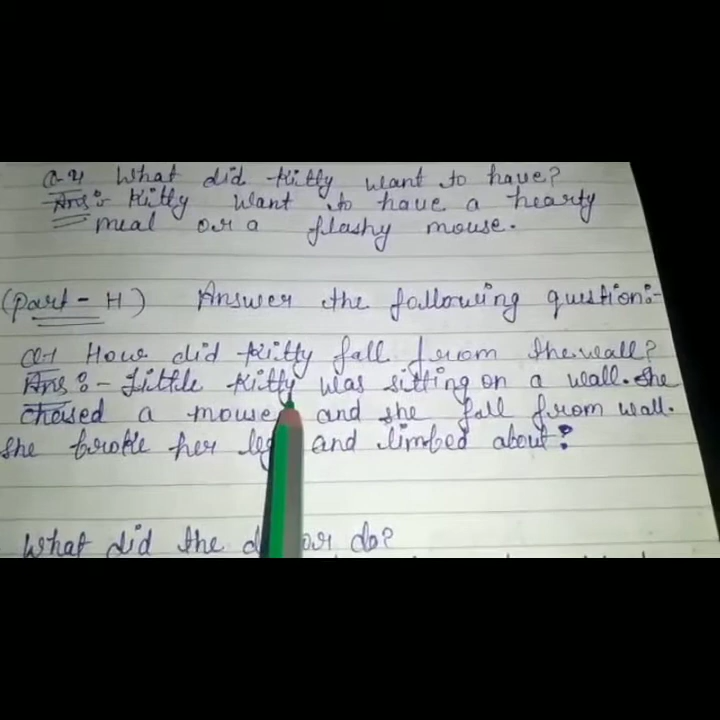 Q-4 What did Kitty want to have?
Ans:- Kitty want to have a hearty
meal or a flashy mouse.
(Part - H) Answer the following question:-
Q-1 How did Kitty fall from the wall?
Ans:- Little Kitty was sitting on a wall. She
chased a mouse and she fall from wall.
She broke her leg and limbed about?
What did the do?